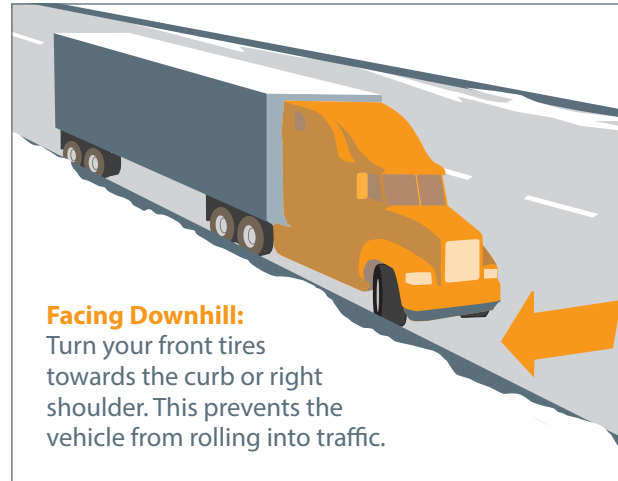 Facing Downhill:
Turn your front tires
towards the curb or right
shoulder. This prevents the
vehicle from rolling into traffic.